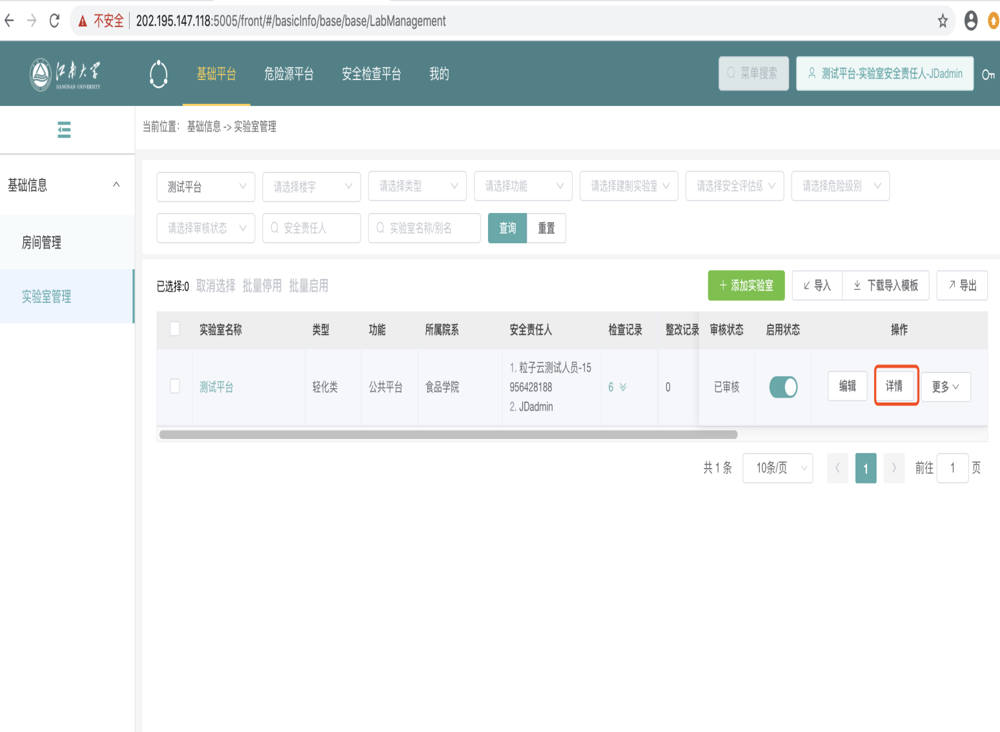 不安全 202.195.147.118:5005/front/#/basicInfo/base/base/LabManagement
江南大学
JIANGNAN UNIVERSITY
基础平台 危险源平台 安全检查平台 我的 菜单搜索 测试平台-实验室安全责任人-JDadmin
当前位置： 基础信息 -> 实验室管理
基础信息
房间管理
实验室管理
测试平台 请选择楼宇 请选择类型 请选择功能 请选择建制实验室 请选择安全评估级 请选择危险级别
请选择审核状态 安全责任人 实验室名称/别名 查询 重置
已选择:0 取消选择 批量停用 批量启用 添加实验室 导入 下载导入模板 导出
实验室名称 类型 功能 所属院系 安全责任人 检查记录 整改记录 审核状态 启用状态 操作
测试平台 轻化类 公共平台 食品学院 1. 粒子云测试人员-15
956428188
2. JDadmin
6 0 已审核 编辑 详情 更多
共 1 条 10条/页 1 前往 1 页